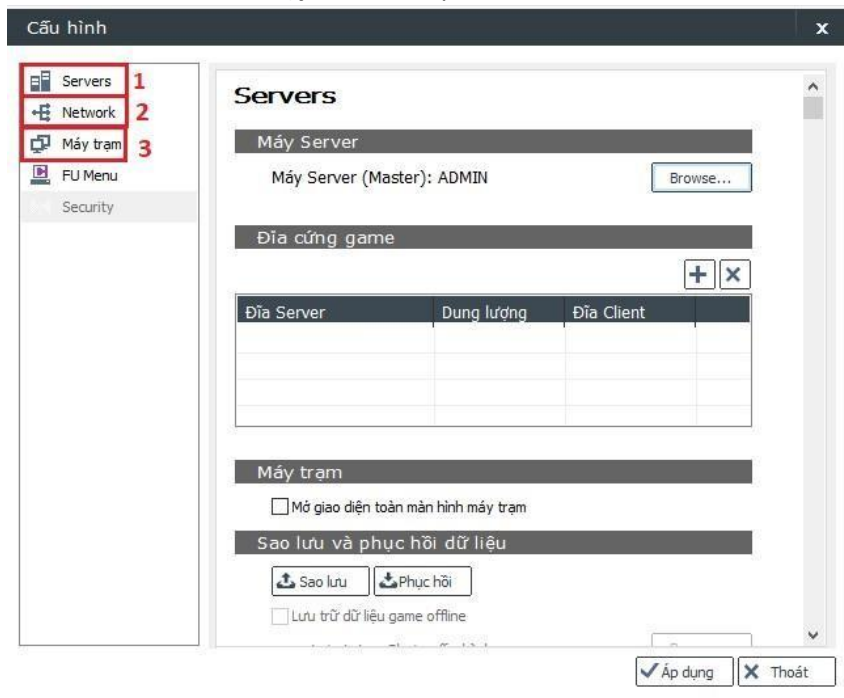 Cấu hình x
Servers 1
Network 2
Máy trạm 3
FU Menu
Security
Servers
Máy Server
Máy Server (Master): ADMIN Browse...
Đĩa cứng game
Đĩa Server Dung lượng Đĩa Client
Máy trạm
Mở giao diện toàn màn hình máy trạm
Sao lưu và phục hồi dữ liệu
Sao lưu Phục hồi
Lưu trữ dữ liệu game offline
Áp dụng Thoát